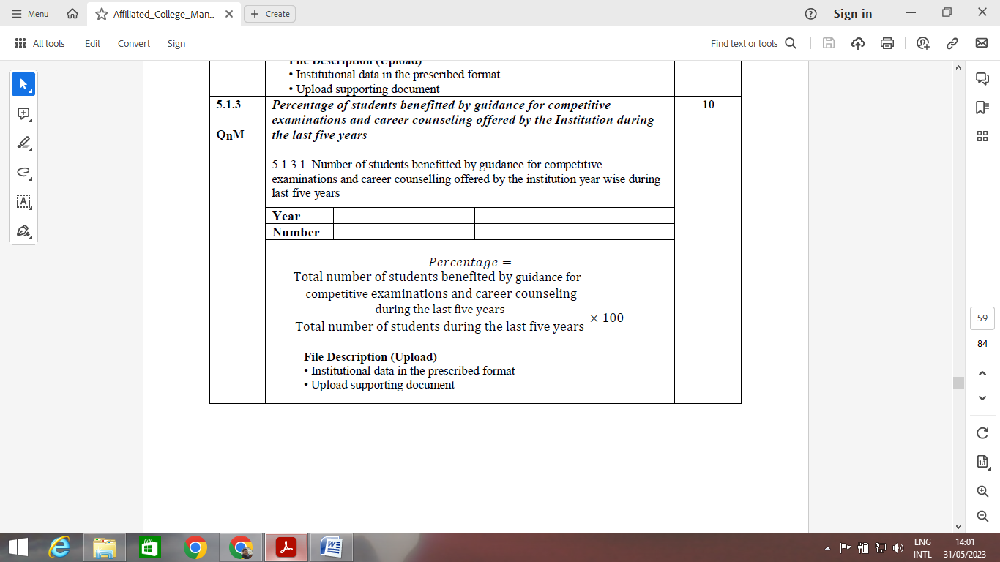 Menu
Affiliated_College_Man...
Create
Sign in
All tools
Edit
Convert
Sign
Find text or tools
File Description (Upload)
• Institutional data in the prescribed format
• Upload supporting document
5.1.3
QnM
Percentage of students benefitted by guidance for competitive
examinations and career counseling offered by the Institution during
the last five years
10
5.1.3.1. Number of students benefitted by guidance for competitive
examinations and career counselling offered by the institution year wise during
last five years
Year
Number
Percentage =
Total number of students benefited by guidance for
competitive examinations and career counseling
during the last five years
Total number of students during the last five years
× 100
File Description (Upload)
• Institutional data in the prescribed format
• Upload supporting document
59
84
1:1
ENG
INTL
14:01
31/05/2023